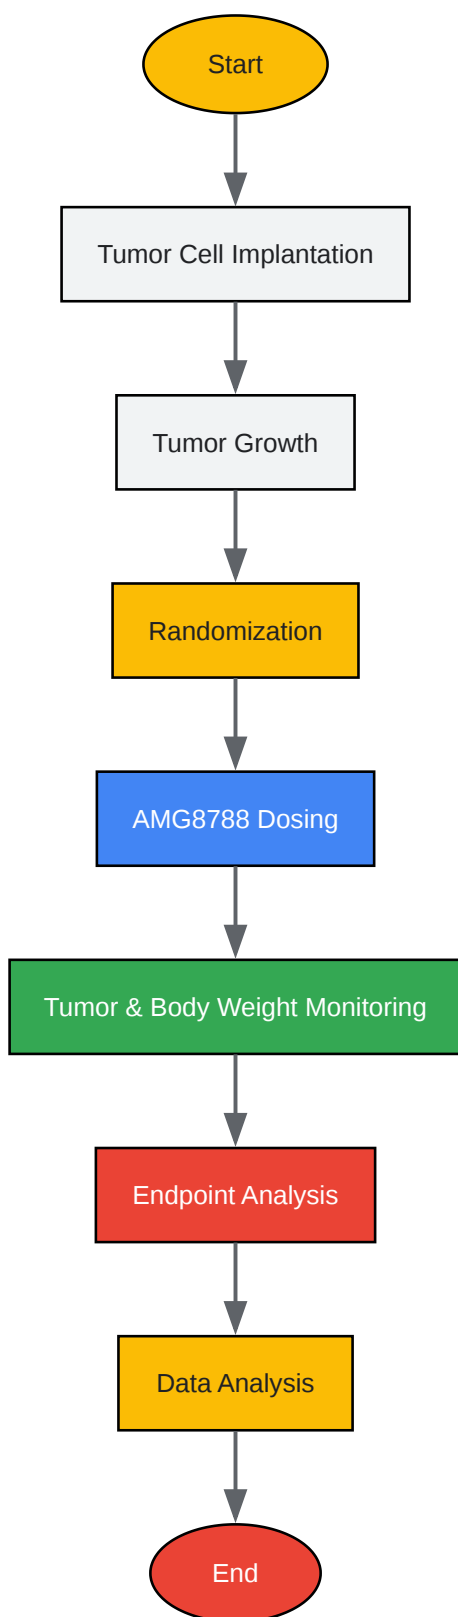 Start
Tumor Cell Implantation
Tumor Growth
Randomization
AMG8788 Dosing
Tumor & Body Weight Monitoring
Endpoint Analysis
Data Analysis
End